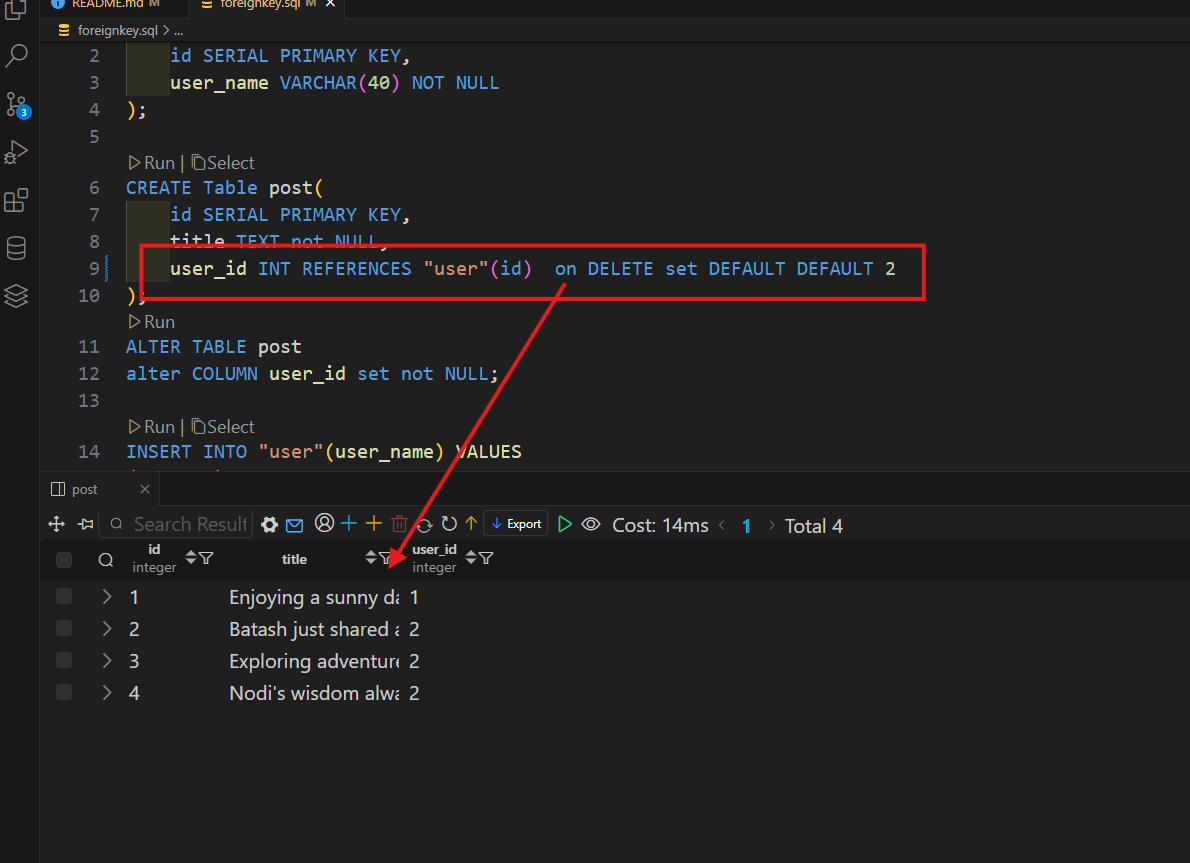 README.md M
foreignkey.sql M
foreignkey.sql > ...
2 id SERIAL PRIMARY KEY,
3 user_name VARCHAR(40) NOT NULL
4 );
5
Run | Select
6 CREATE Table post(
7 id SERIAL PRIMARY KEY,
8 title TEXT not NULL,
9 user_id INT REFERENCES "user"(id) on DELETE set DEFAULT DEFAULT 2
10 );
Run
11 ALTER TABLE post
12 alter COLUMN user_id set not NULL;
13
Run | Select
14 INSERT INTO "user"(user_name) VALUES
3
post
Search Result
Export
Cost: 14ms < 1 > Total 4
id integer title user_id integer
1 Enjoying a sunny da 1
2 Batash just shared a 2
3 Exploring adventure 2
4 Nodi's wisdom alwa 2